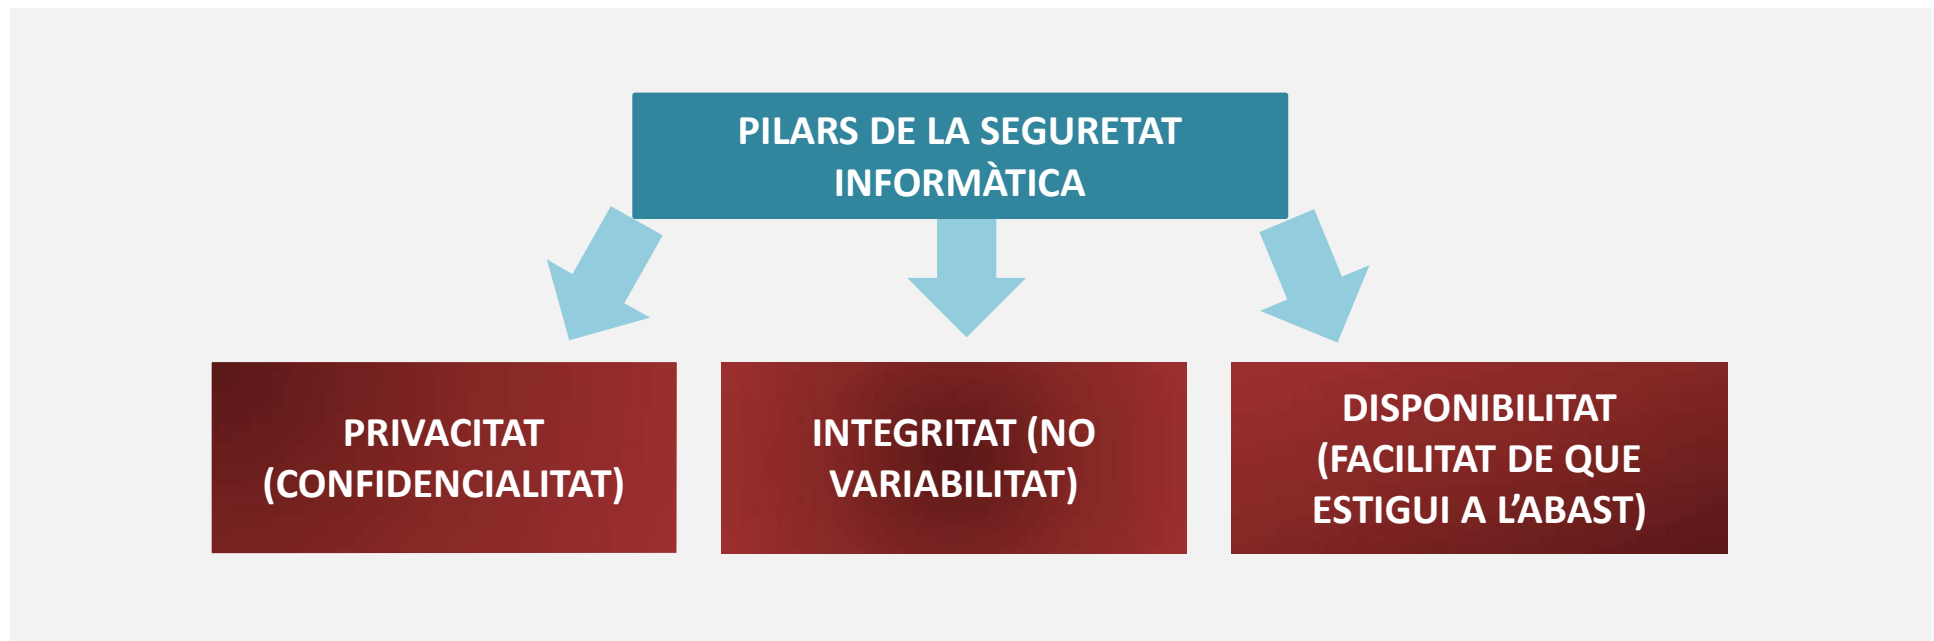 PILARS DE LA SEGURETAT
INFORMÀTICA
PRIVACITAT
(CONFIDENCIALITAT)
INTEGRITAT (NO
VARIABILITAT)
DISPONIBILITAT
(FACILITAT DE QUE
ESTIGUI A L’ABAST)